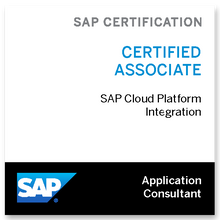 SAP CERTIFICATION
CERTIFIED
ASSOCIATE
SAP Cloud Platform
Integration
SAP
Application
Consultant